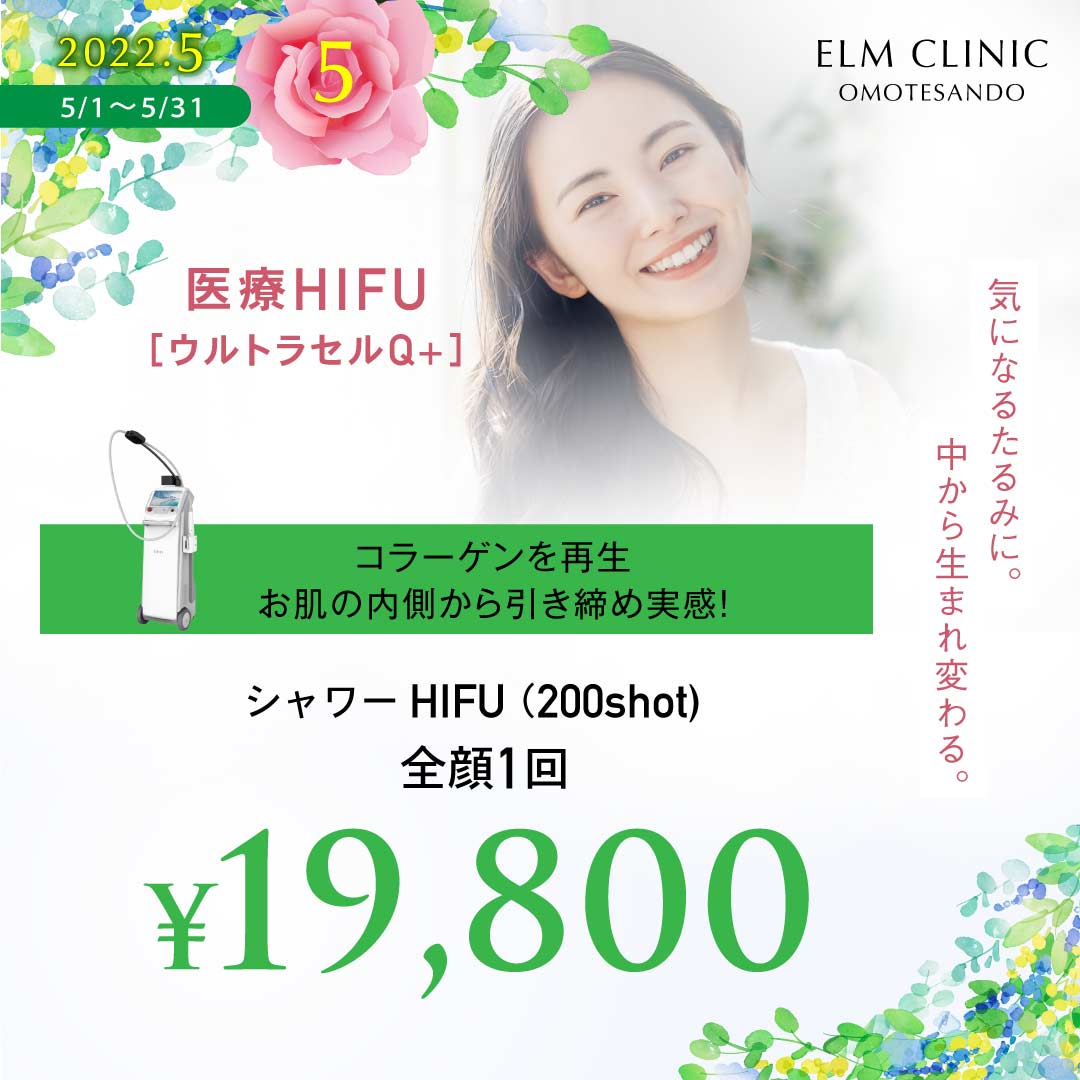 2022.5
5/1～5/31
5
ELM CLINIC
OMOTESANDO
医療HIFU
[ウルトラセルQ+]
気になるたるみに。
中から生まれ変わる。
コラーゲンを再生
お肌の内側から引き締め実感!
シャワー HIFU（200shot)
全顔1回
¥19,800